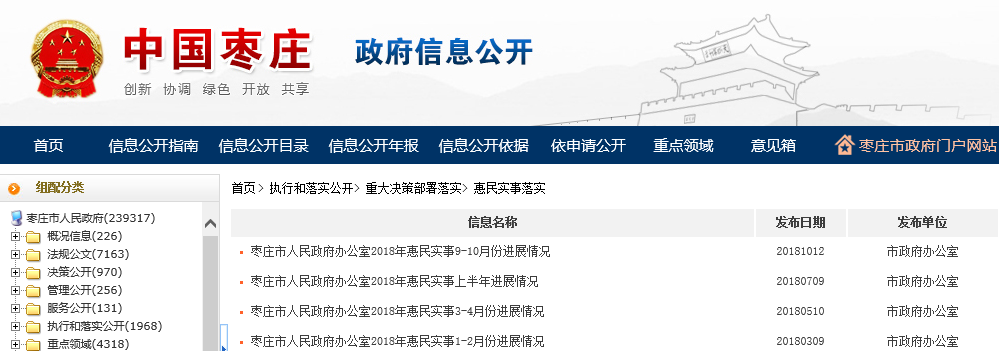 中国枣庄
政府信息公开
创新 协调 绿色 开放 共享
首页 信息公开指南 信息公开目录 信息公开年报 信息公开依据 依申请公开 重点领域 意见箱 枣庄市政府门户网站
组配分类
枣庄市人民政府(239317)
概况信息(226)
法规公文(7163)
决策公开(970)
管理公开(256)
服务公开(131)
执行和落实公开(1968)
重点领域(4318)
首页> 执行和落实公开> 重大决策部署落实> 惠民实事落实
信息名称 发布日期 发布单位
枣庄市人民政府办公室2018年惠民实事9-10月份进展情况 20181012 市政府办公室
枣庄市人民政府办公室2018年惠民实事上半年进展情况 20180709 市政府办公室
枣庄市人民政府办公室2018年惠民实事3-4月份进展情况 20180510 市政府办公室
枣庄市人民政府办公室2018年惠民实事1-2月份进展情况 20180309 市政府办公室